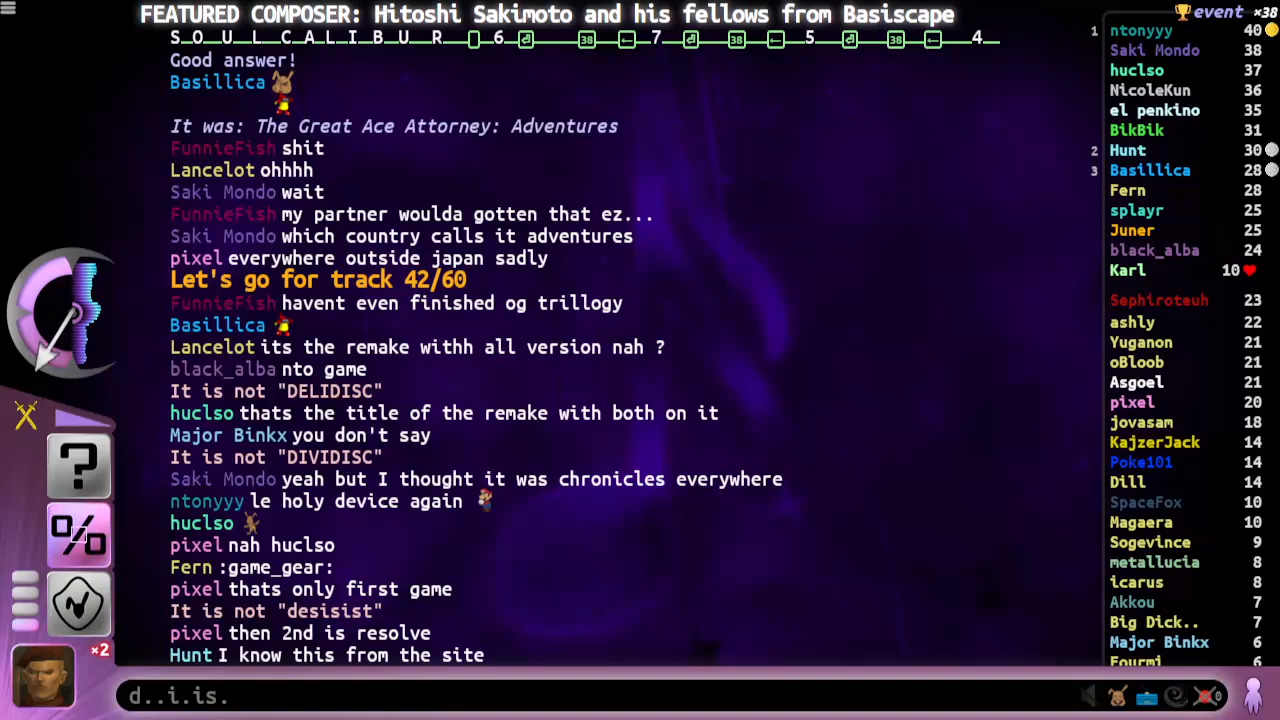 FEATURED COMPOSER: Hitoshi Sakimoto and his fellows from Basiscape
event ×38
S_O_U_L_C_A_L_I_B_U_R__ 6 38 ← 7 38 ← 5 38 ← 4
Good answer!
Basillica
It was: The Great Ace Attorney: Adventures
FunnieFish shit
Lancelot ohhhh
Saki Mondo wait
FunnieFish my partner woulda gotten that ez...
Saki Mondo which country calls it adventures
pixel everywhere outside japan sadly
Let's go for track 42/60
FunnieFish havent even finished og trillogy
Basillica
Lancelot its the remake withh all version nah ?
black_alba nto game
It is not "DELIDISC"
huclso thats the title of the remake with both on it
Major Binkx you don't say
It is not "DIVIDISC"
Saki Mondo yeah but I thought it was chronicles everywhere
ntonyyy le holy device again
huclso
pixel nah huclso
Fern :game_gear:
pixel thats only first game
It is not "desisist"
pixel then 2nd is resolve
Hunt I know this from the site
d..i.is.
?
%
×2
0
1 ntonyyy 40
Saki Mondo 38
huclso 37
NicoleKun 36
el penkino 35
BikBik 31
2 Hunt 30
3 Basillica 28
Fern 28
splayr 25
Juner 25
black_alba 24
Karl 10
Sephiroteuh 23
ashly 22
Yuganon 21
oBloob 21
Asgoel 21
pixel 20
jovasam 18
KajzerJack 14
Poke101 14
Dill 14
SpaceFox 10
Magaera 10
Sogevince 9
metallucia 8
icarus 8
Akkou 7
Big Dick.. 7
Major Binkx 6
Fourmi 6